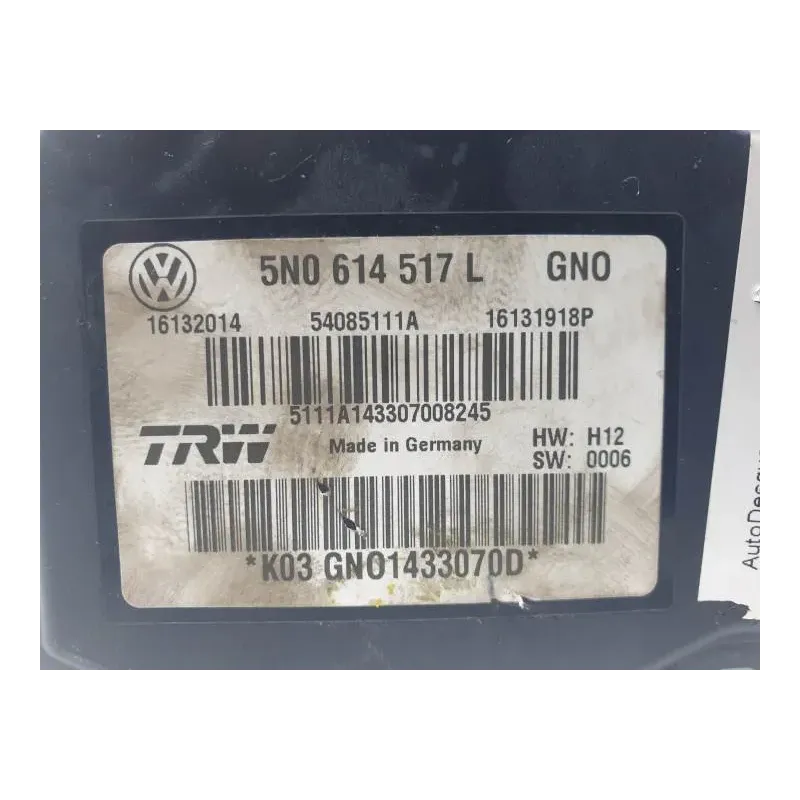 5N0 614 517 L GNO
16132014 54085111A 16131918P
5111A143307008245
TRW Made in Germany HW: H12
SW: 0006
*K03 GNO1433070D*